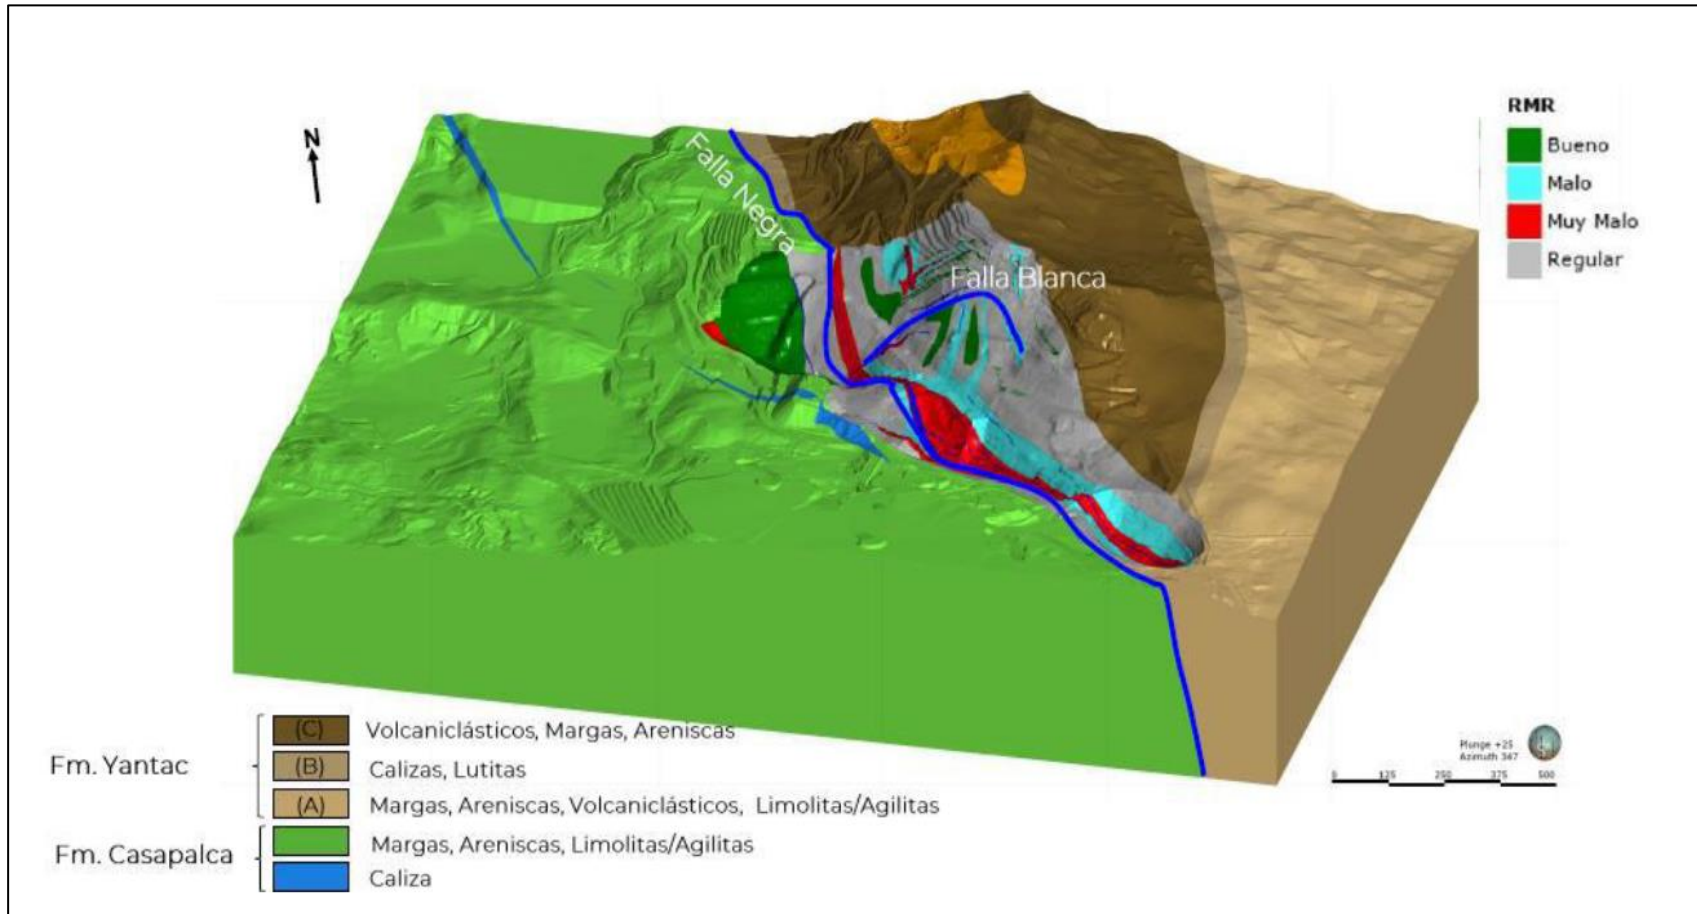 N
Falla Negra
Falla Blanca
RMR
Bueno
Malo
Muy Malo
Regular
Fm. Yantac
(C) Volcaniclásticos, Margas, Areniscas
(B) Calizas, Lutitas
(A) Margas, Areniscas, Volcaniclásticos, Limolitas/Agilitas
Fm. Casapalca
Margas, Areniscas, Limolitas/Agilitas
Caliza
Plunge +25
Azimuth 347
0 125 250 375 500